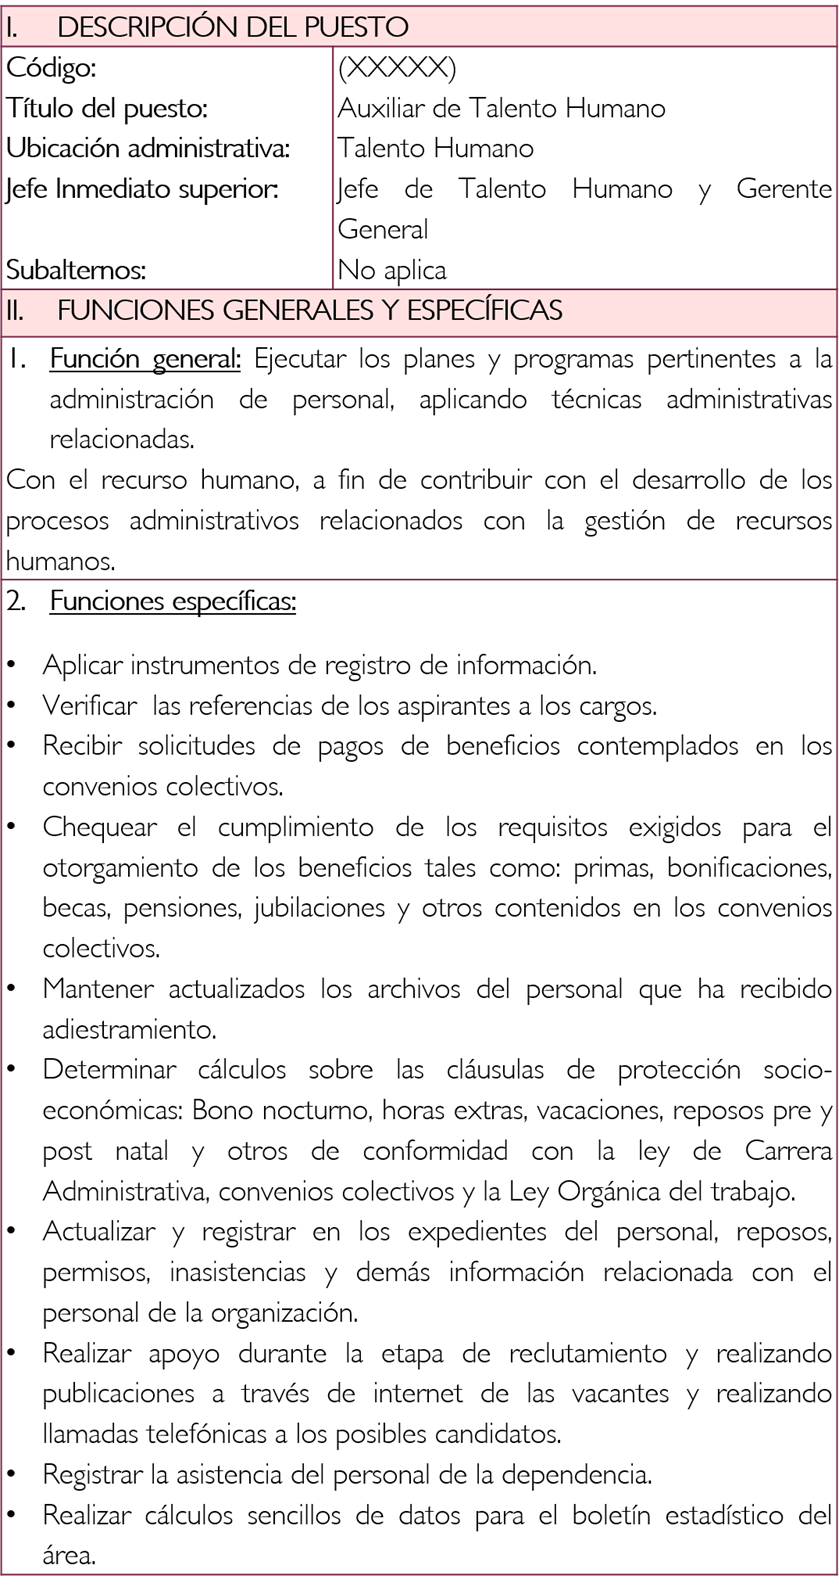 I. DESCRIPCIÓN DEL PUESTO
Código: (XXXXX)
Título del puesto: Auxiliar de Talento Humano
Ubicación administrativa: Talento Humano
Jefe Inmediato superior: Jefe de Talento Humano y Gerente
General
Subalternos: No aplica
II. FUNCIONES GENERALES Y ESPECÍFICAS
1. Función general: Ejecutar los planes y programas pertinentes a la
administración de personal, aplicando técnicas administrativas
relacionadas.
Con el recurso humano, a fin de contribuir con el desarrollo de los
procesos administrativos relacionados con la gestión de recursos
humanos.
2. Funciones específicas:
• Aplicar instrumentos de registro de información.
• Verificar las referencias de los aspirantes a los cargos.
• Recibir solicitudes de pagos de beneficios contemplados en los
convenios colectivos.
• Chequear el cumplimiento de los requisitos exigidos para el
otorgamiento de los beneficios tales como: primas, bonificaciones,
becas, pensiones, jubilaciones y otros contenidos en los convenios
colectivos.
• Mantener actualizados los archivos del personal que ha recibido
adiestramiento.
• Determinar cálculos sobre las cláusulas de protección socio-
económicas: Bono nocturno, horas extras, vacaciones, reposos pre y
post natal y otros de conformidad con la ley de Carrera
Administrativa, convenios colectivos y la Ley Orgánica del trabajo.
• Actualizar y registrar en los expedientes del personal, reposos,
permisos, inasistencias y demás información relacionada con el
personal de la organización.
• Realizar apoyo durante la etapa de reclutamiento y realizando
publicaciones a través de internet de las vacantes y realizando
llamadas telefónicas a los posibles candidatos.
• Registrar la asistencia del personal de la dependencia.
• Realizar cálculos sencillos de datos para el boletín estadístico del
área.